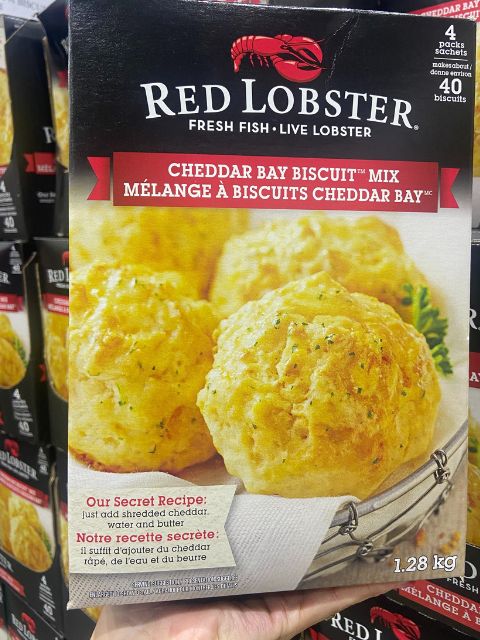 4
packs
sachets
makes about /
donne environ
40
biscuits
RED LOBSTER®
FRESH FISH • LIVE LOBSTER
CHEDDAR BAY BISCUIT™ MIX
MÉLANGE À BISCUITS CHEDDAR BAY MC
Our Secret Recipe:
just add shredded cheddar,
water and butter
Notre recette secrète:
il suffit d'ajouter du cheddar
râpé, de l'eau et du beurre
1.28 kg